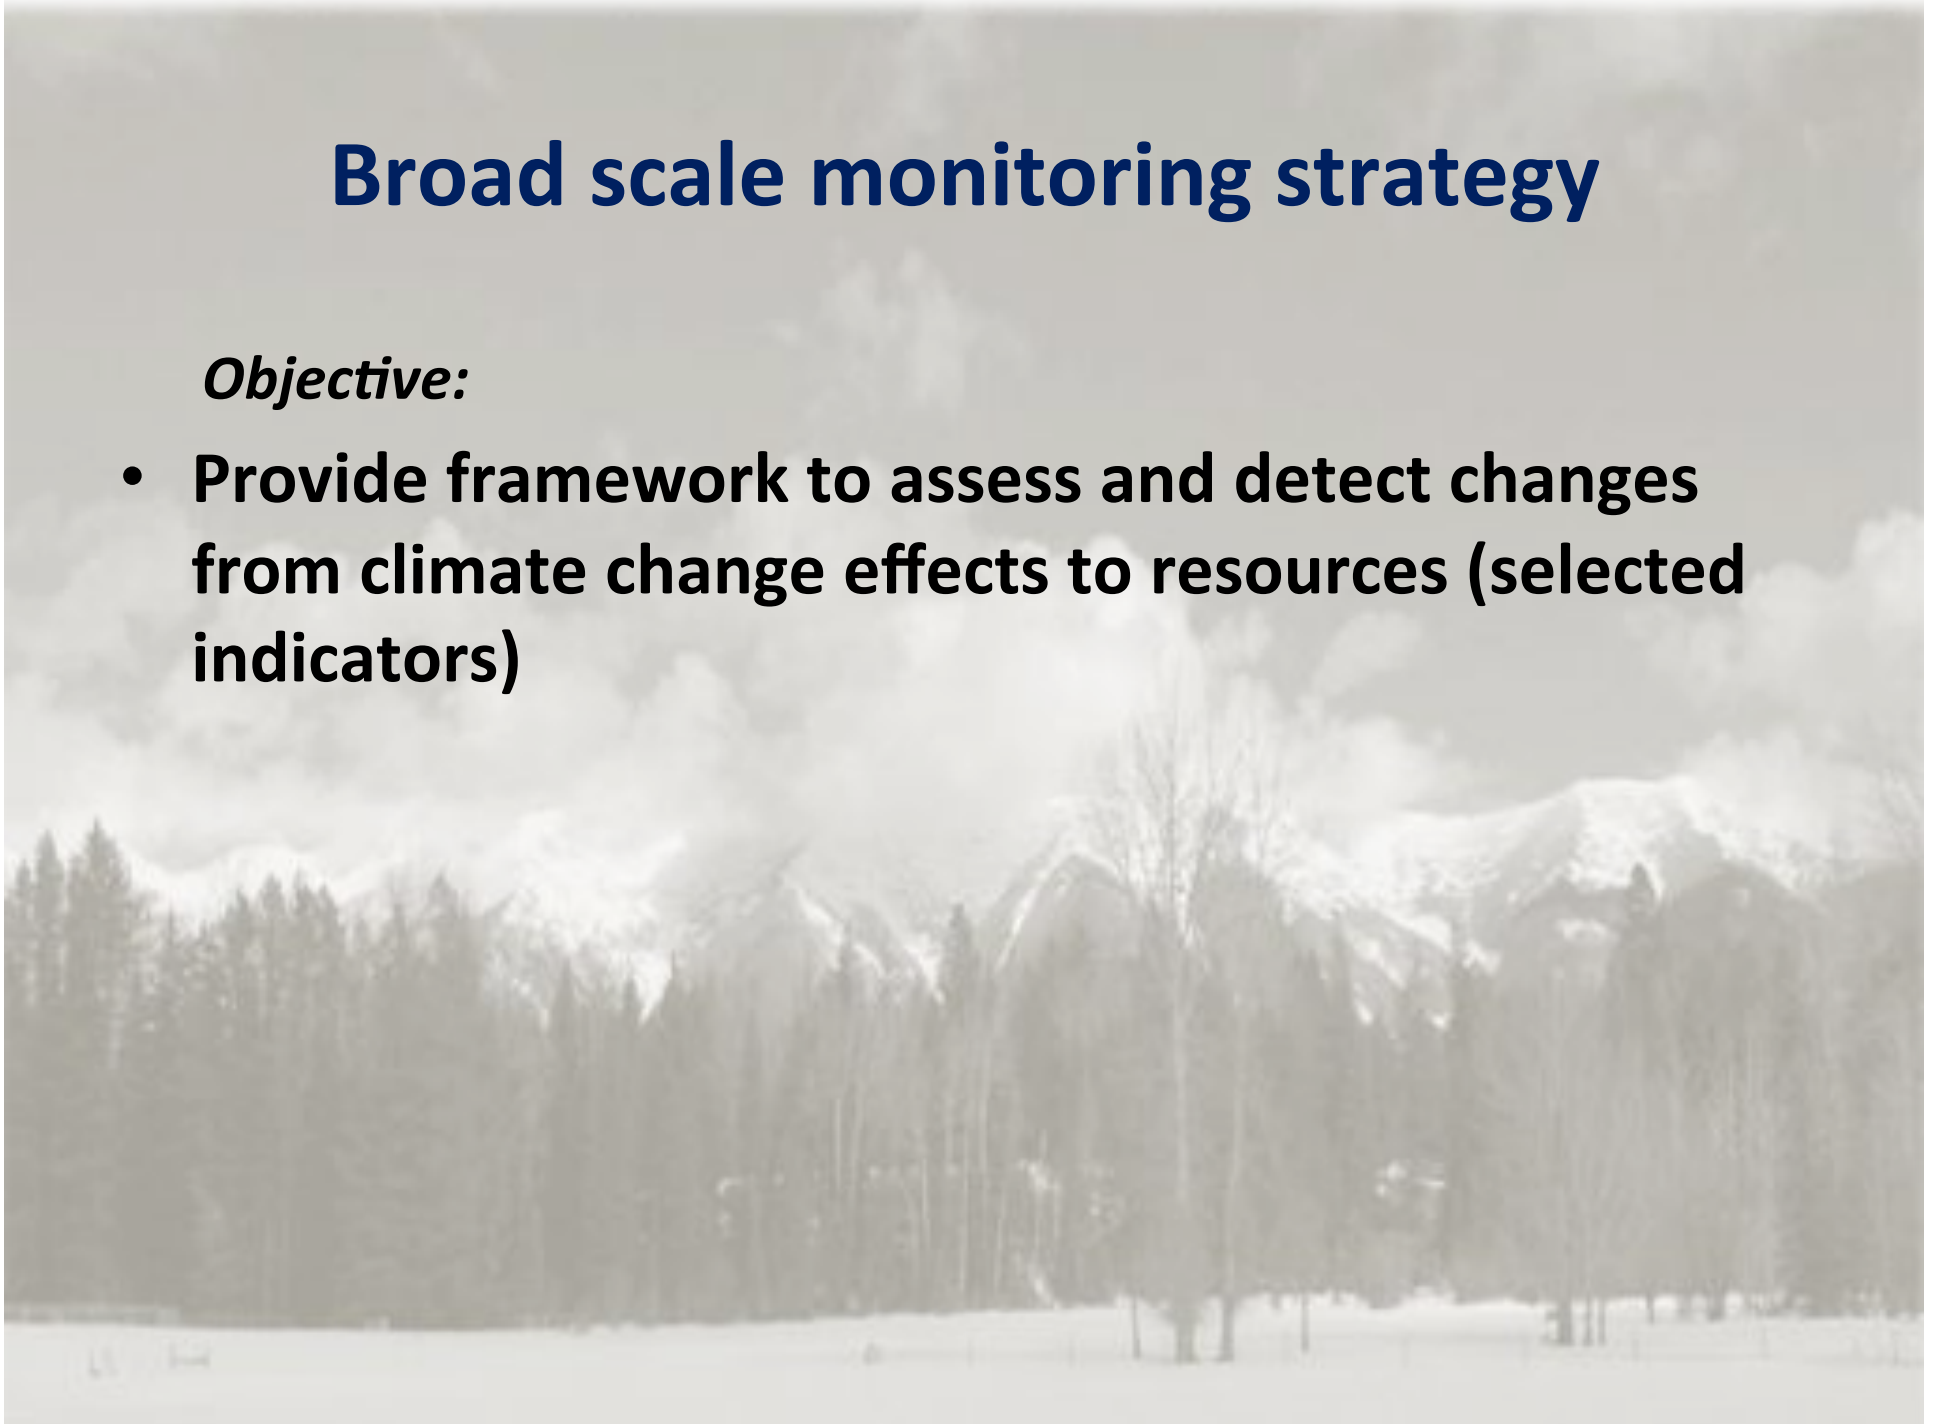 Broad scale monitoring strategy
Objective:
• Provide framework to assess and detect changes
from climate change effects to resources (selected
indicators)